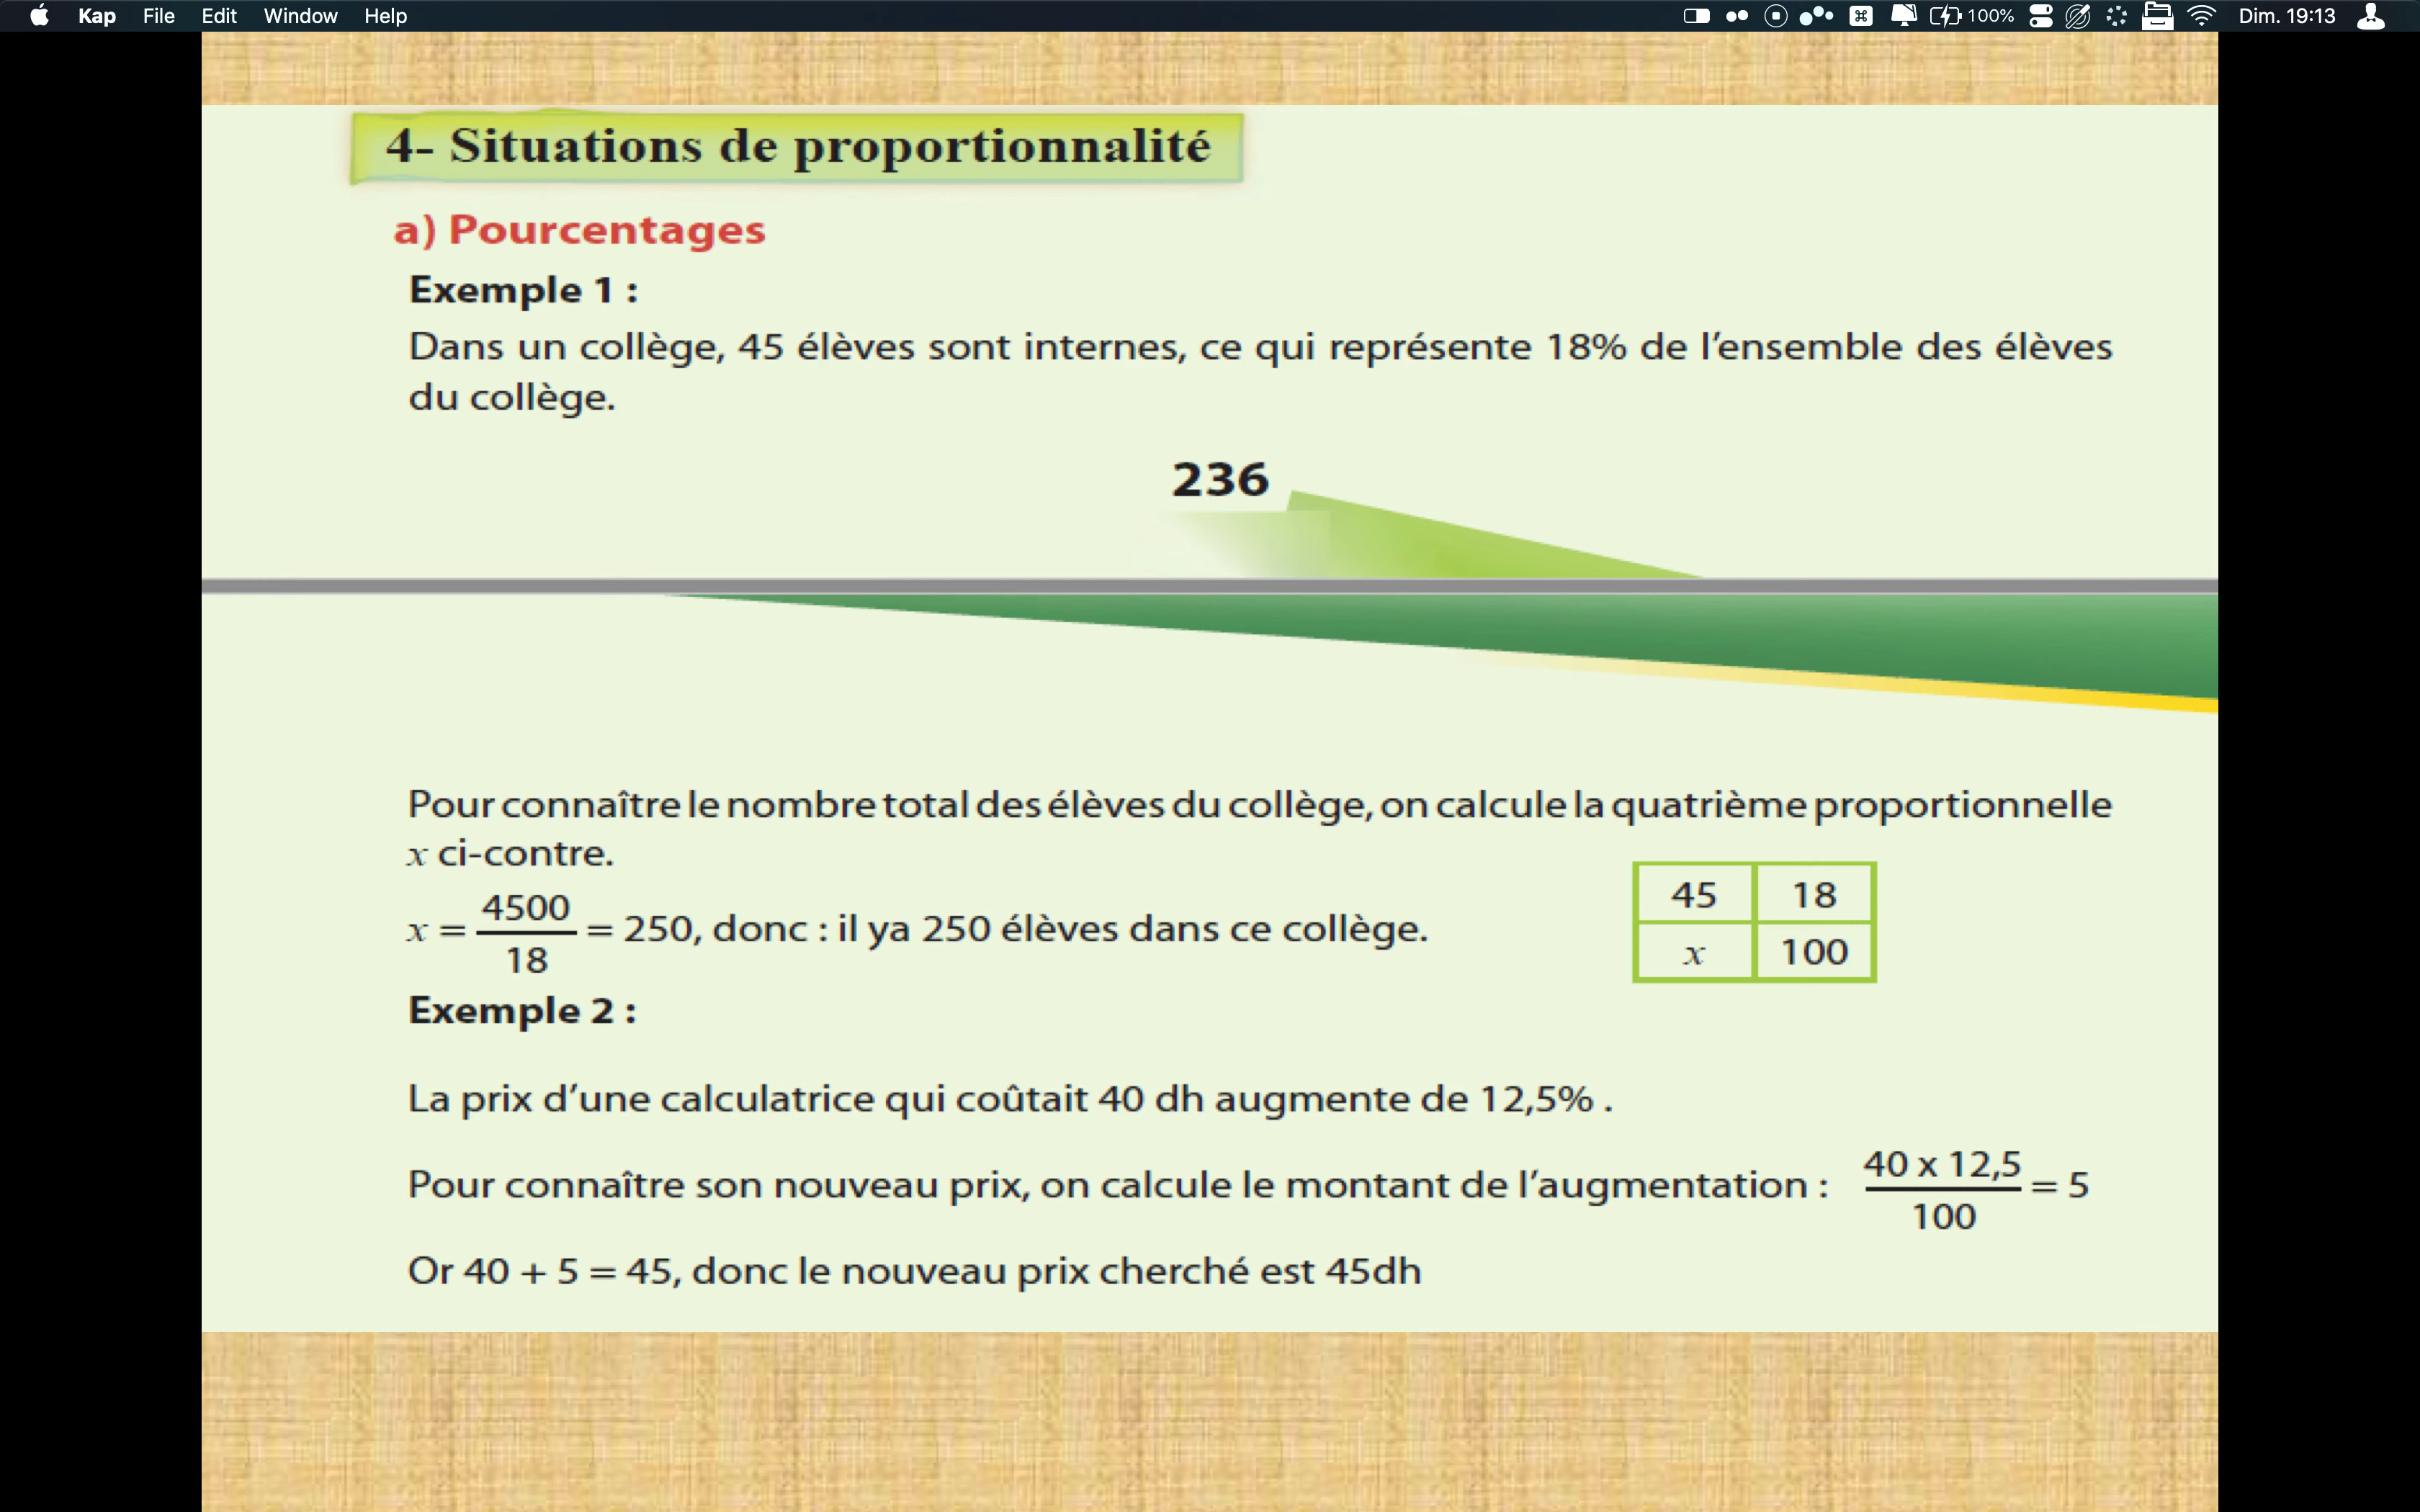 Kap File Edit Window Help 100% Dim. 19:13
4- Situations de proportionnalité
a) Pourcentages
Exemple 1 :
Dans un collège, 45 élèves sont internes, ce qui représente 18% de l’ensemble des élèves
du collège.
236
Pour connaître le nombre total des élèves du collège, on calcule la quatrième proportionnelle
x ci-contre.
x = 4500/18 = 250, donc : il ya 250 élèves dans ce collège.
45 18
x 100
Exemple 2 :
La prix d’une calculatrice qui coûtait 40 dh augmente de 12,5% .
Pour connaître son nouveau prix, on calcule le montant de l’augmentation : 40 x 12,5/100 = 5
Or 40 + 5 = 45, donc le nouveau prix cherché est 45dh